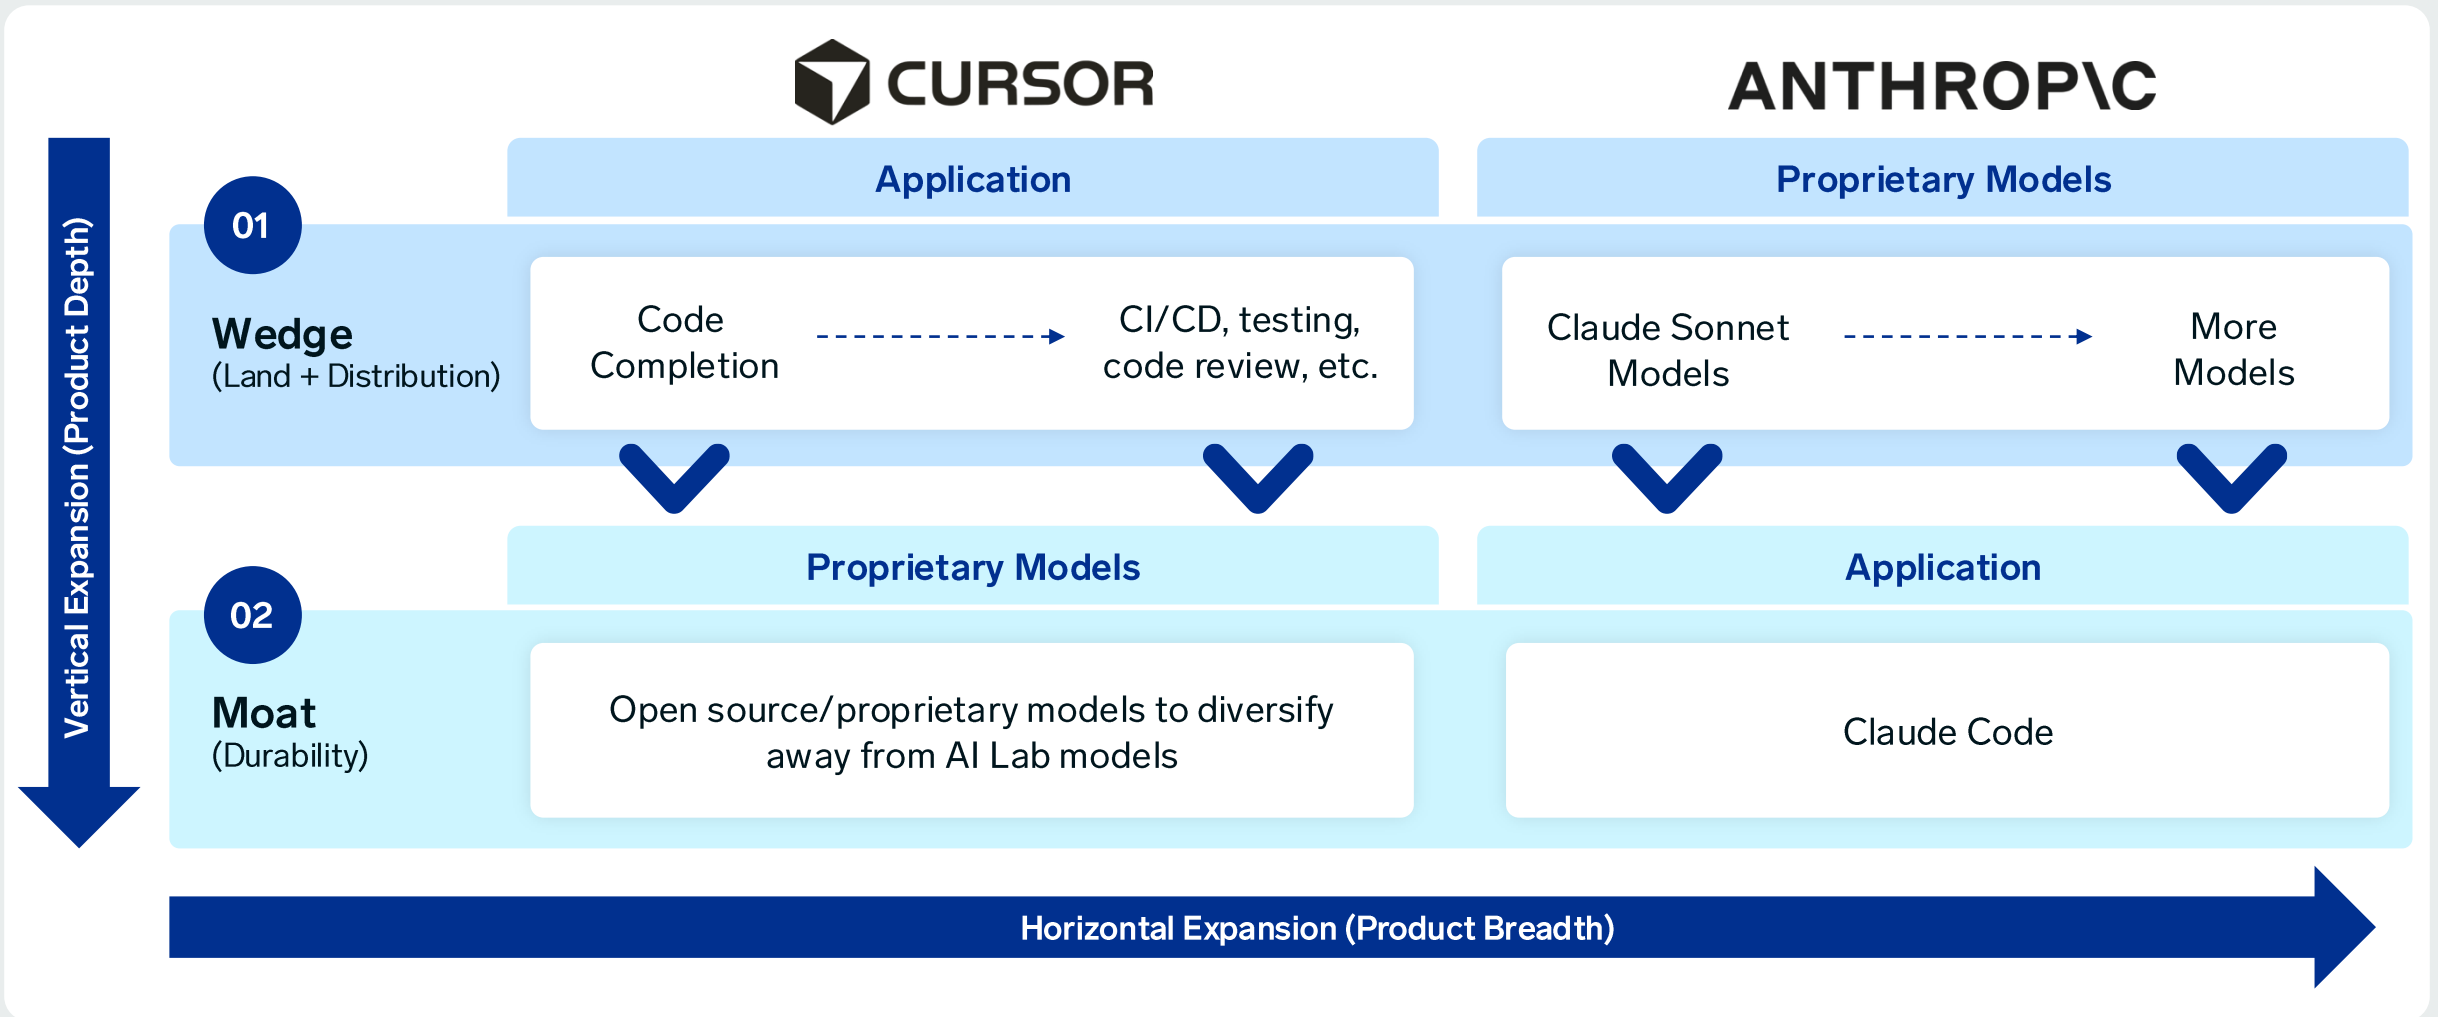 CURSOR
ANTHROP\C
Application
Proprietary Models
Vertical Expansion (Product Depth)
01
Wedge
(Land + Distribution)
Code
Completion
CI/CD, testing,
code review, etc.
Claude Sonnet
Models
More
Models
Proprietary Models
Application
02
Moat
(Durability)
Open source/proprietary models to diversify
away from AI Lab models
Claude Code
Horizontal Expansion (Product Breadth)